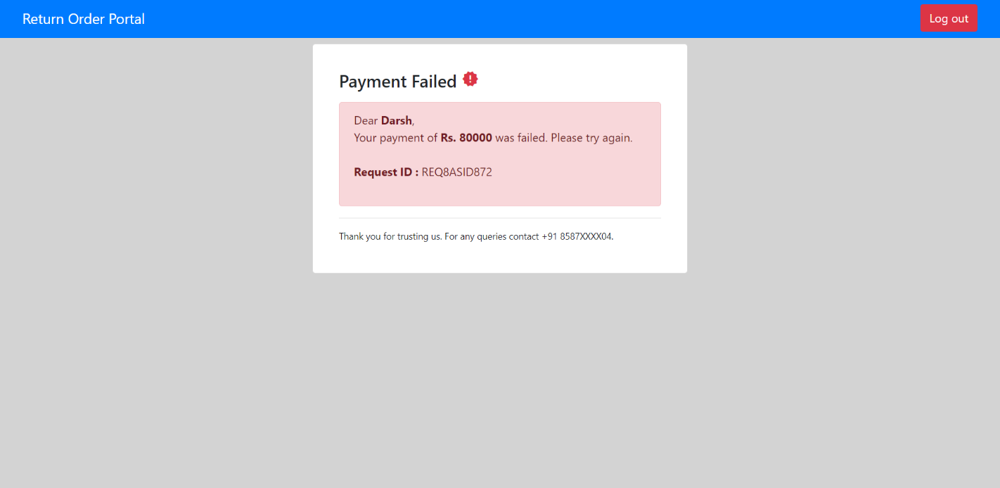 Return Order Portal
Log out
Payment Failed
Dear Darsh,
Your payment of Rs. 80000 was failed. Please try again.
Request ID : REQ8ASID872
Thank you for trusting us. For any queries contact +91 8587XXXX04.